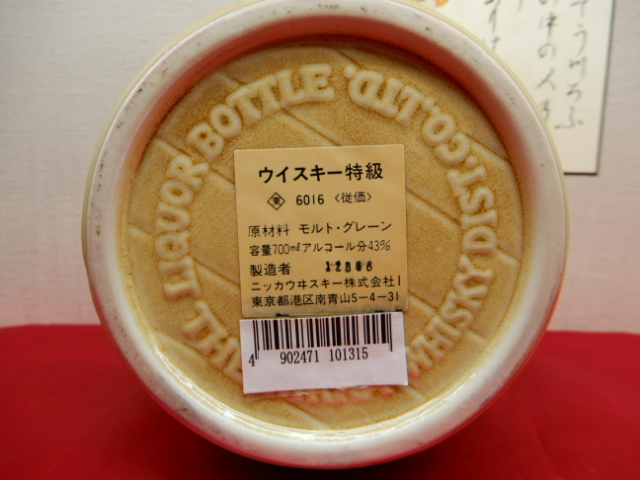 LIQUOR BOTTLE.
WHISKY DIST.CO.LTD.
ウイスキー特級
6016 〈従価〉
原材料 モルト・グレーン
容量700mlアルコール分43%
製造者
ニッカウヰスキー株式会社1
東京都港区南青山5-4-31
4 902471 101315